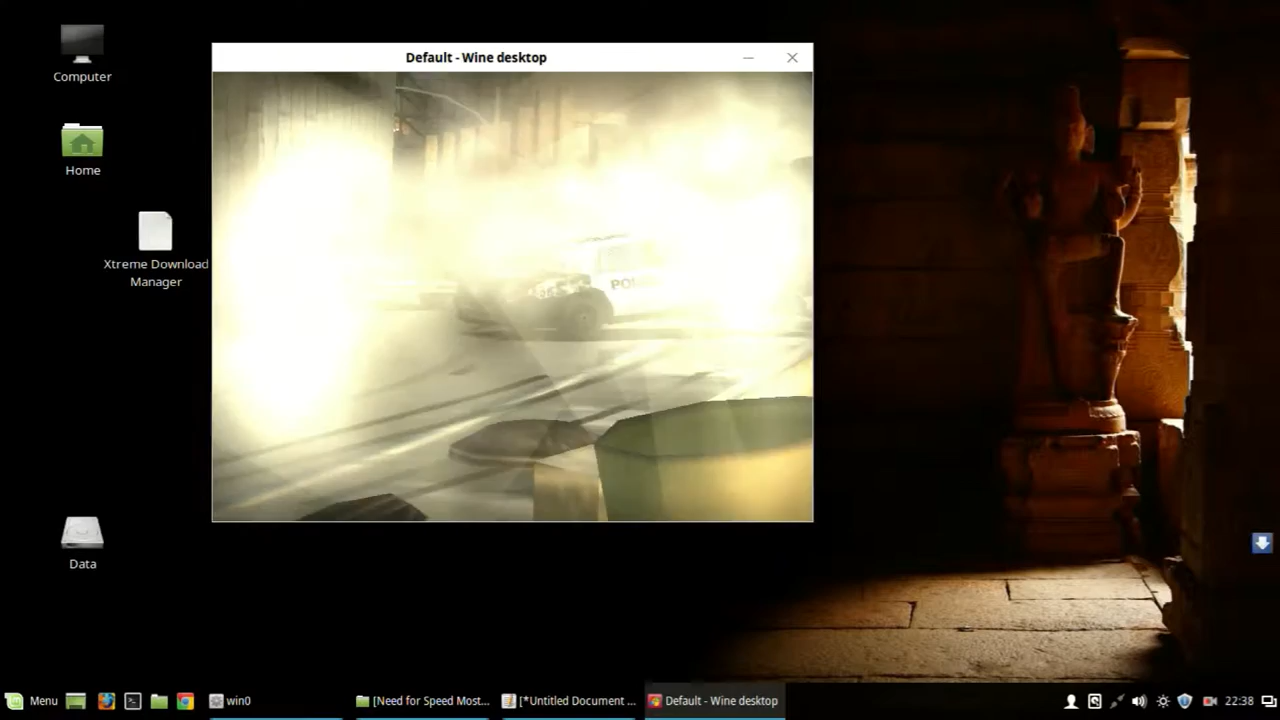 Default - Wine desktop
Computer
Home
Xtreme Download
Manager
Data
Menu
win0
[Need for Speed Most...
[*Untitled Document ...
Default - Wine desktop
22:38